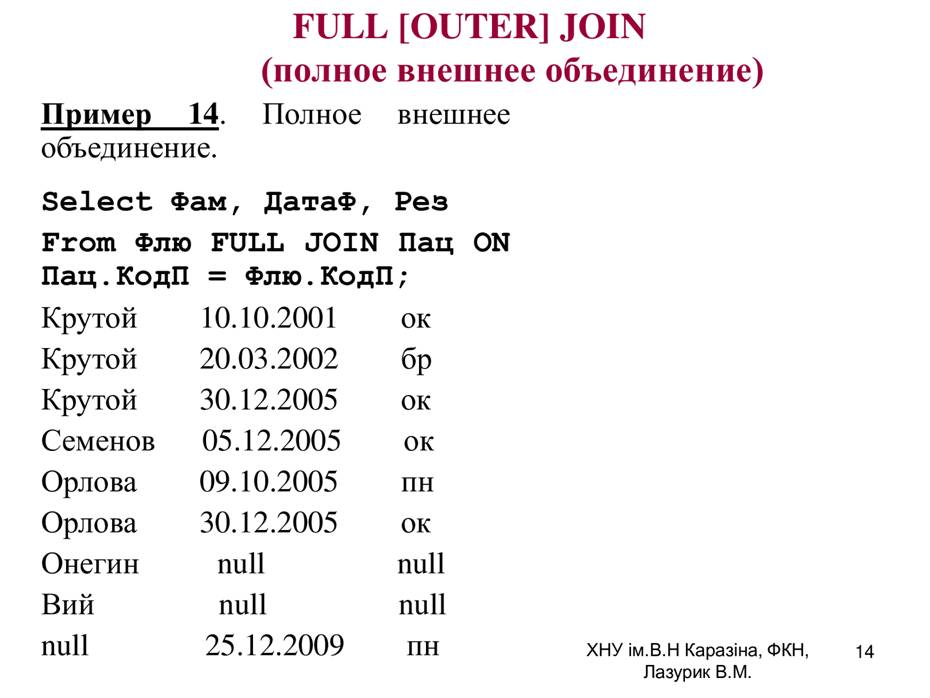 FULL [OUTER] JOIN
(полное внешнее объединение)
Пример 14. Полное внешнее
объединение.
Select Фам, ДатаФ, Рез
From Флю FULL JOIN Пац ON
Пац.КодП = Флю.КодП;
Крутой 10.10.2001 ок
Крутой 20.03.2002 бр
Крутой 30.12.2005 ок
Семенов 05.12.2005 ок
Орлова 09.10.2005 пн
Орлова 30.12.2005 ок
Онегин null null
Вий null null
null 25.12.2009 пн
ХНУ ім.В.Н Каразіна, ФКН,
Лазурик В.М.
14